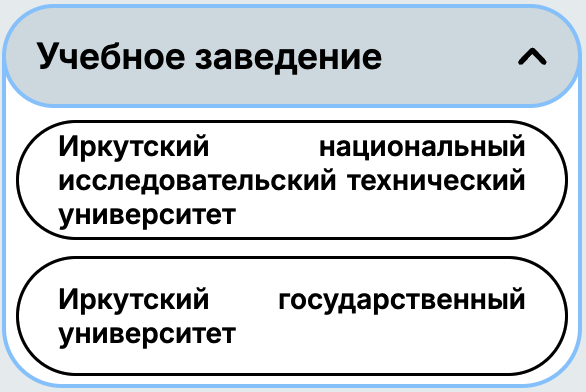 Учебное заведение
Иркутский национальный
исследовательский технический
университет
Иркутский государственный
университет